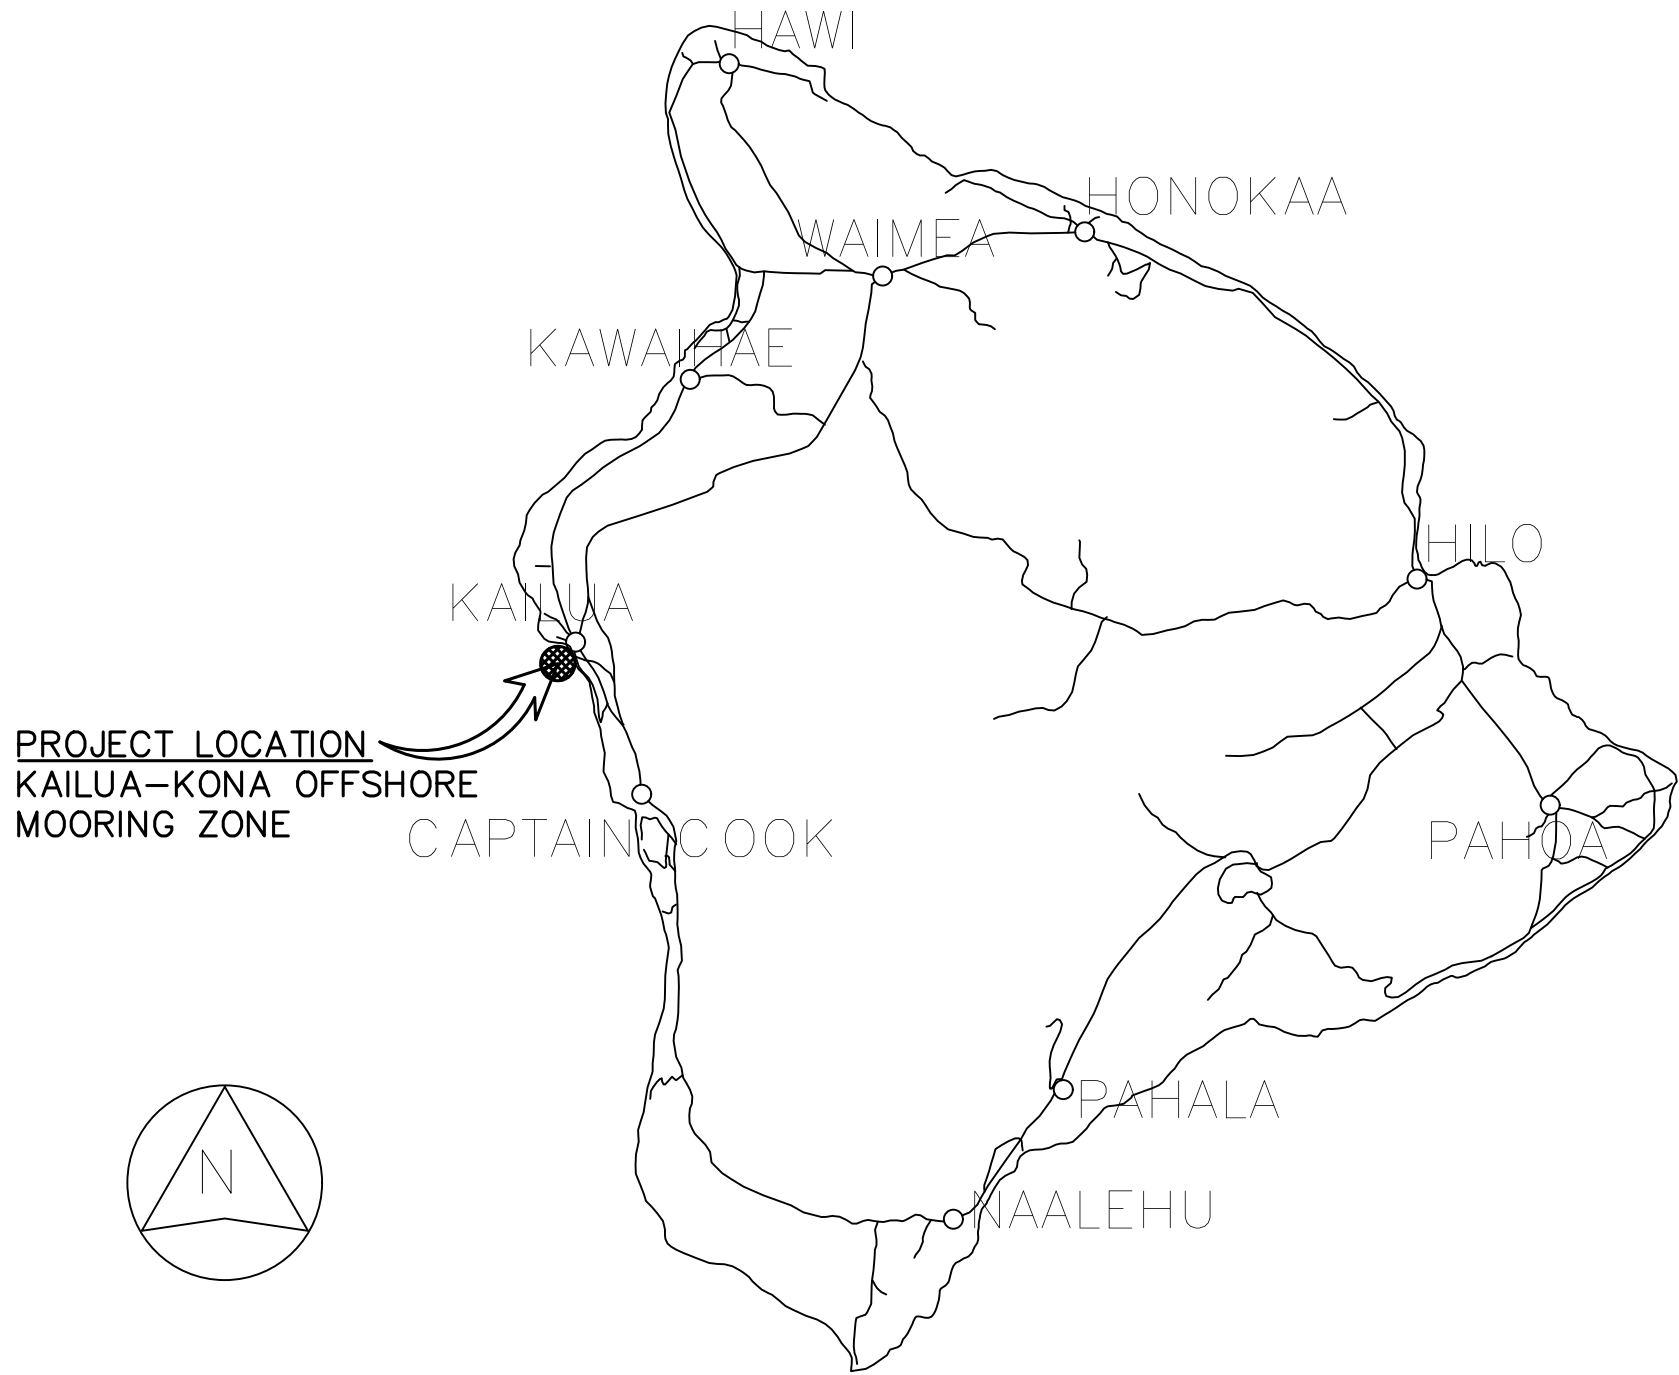 HAWI
HONOKAA
WAIMEA
KAWAIHAE
HILO
KAILUA
PROJECT LOCATION
KAILUA-KONA OFFSHORE
MOORING ZONE
CAPTAIN COOK
PAHOA
PAHALA
N
NAALEHU